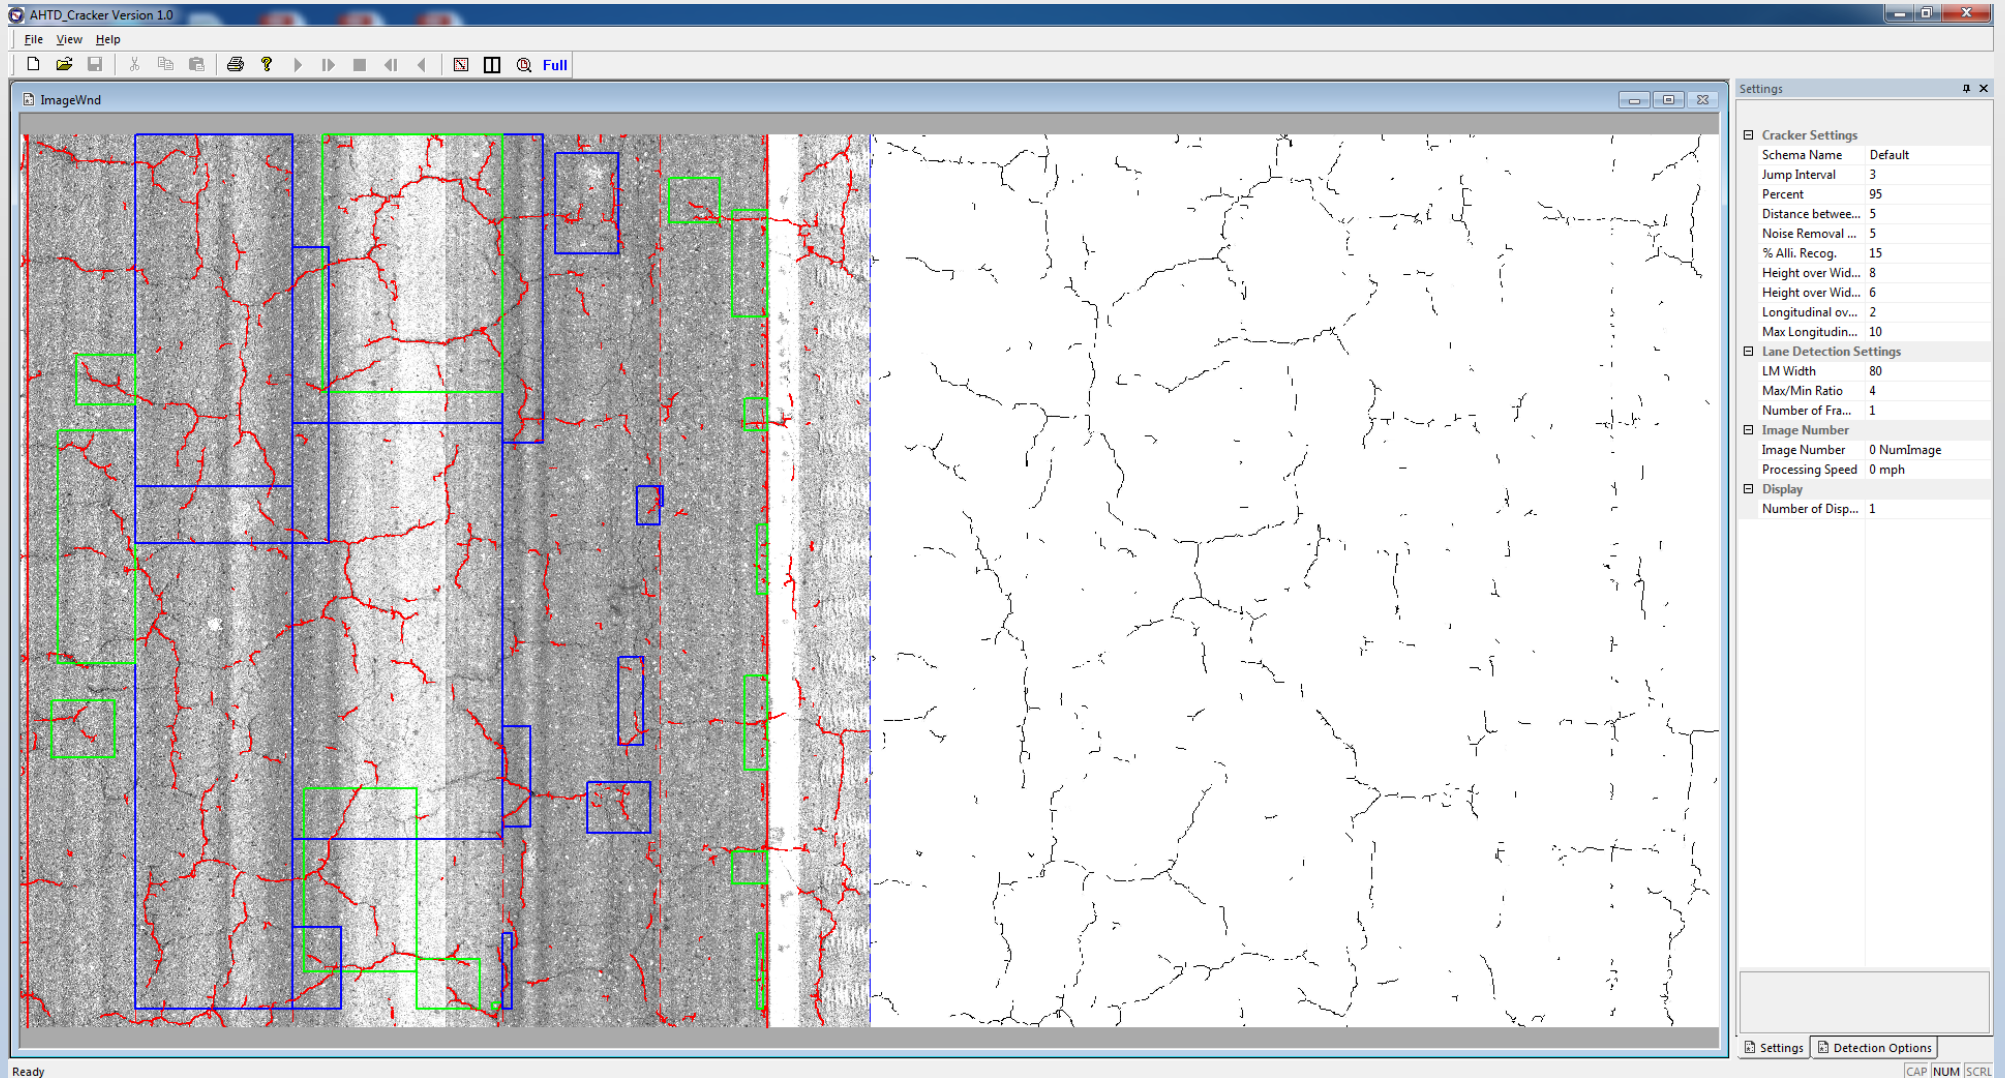 AHTD_Cracker Version 1.0
File View Help
Full
ImageWnd
Settings
Cracker Settings
Schema Name Default
Jump Interval 3
Percent 95
Distance betwee... 5
Noise Removal ... 5
% Alli. Recog. 15
Height over Wid... 8
Height over Wid... 6
Longitudinal ov... 2
Max Longitudin... 10
Lane Detection Settings
LM Width 80
Max/Min Ratio 4
Number of Fra... 1
Image Number
Image Number 0 NumImage
Processing Speed 0 mph
Display
Number of Disp... 1
Settings Detection Options
Ready CAP NUM SCRL